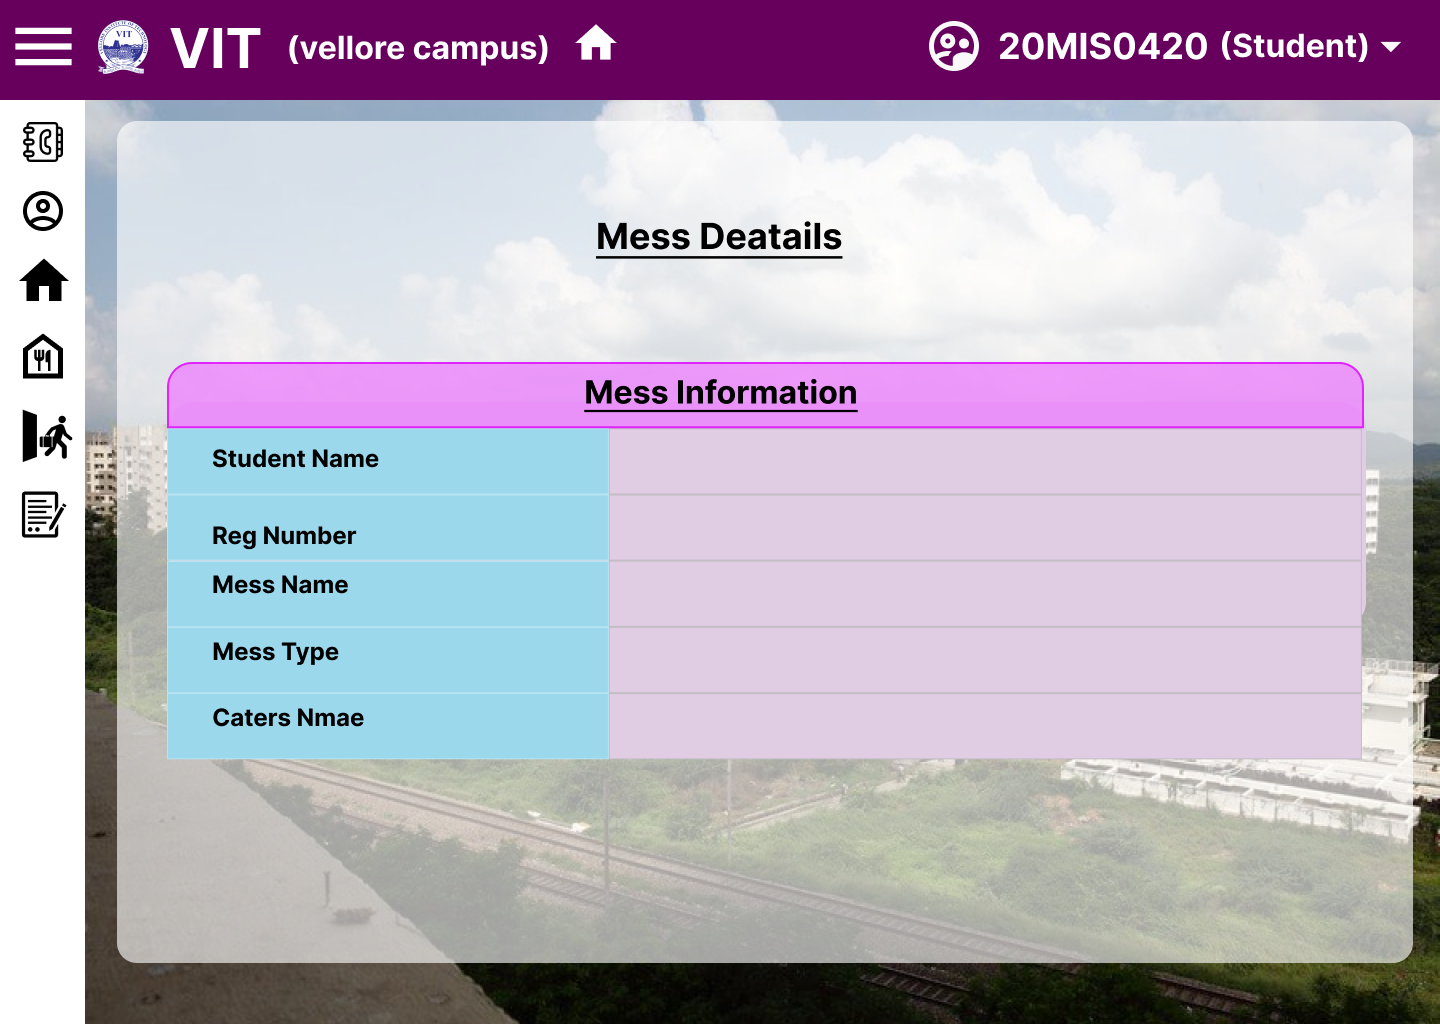 VIT
VIT (vellore campus)
20MIS0420 (Student)
Mess Deatails
Mess Information
Student Name
Reg Number
Mess Name
Mess Type
Caters Nmae